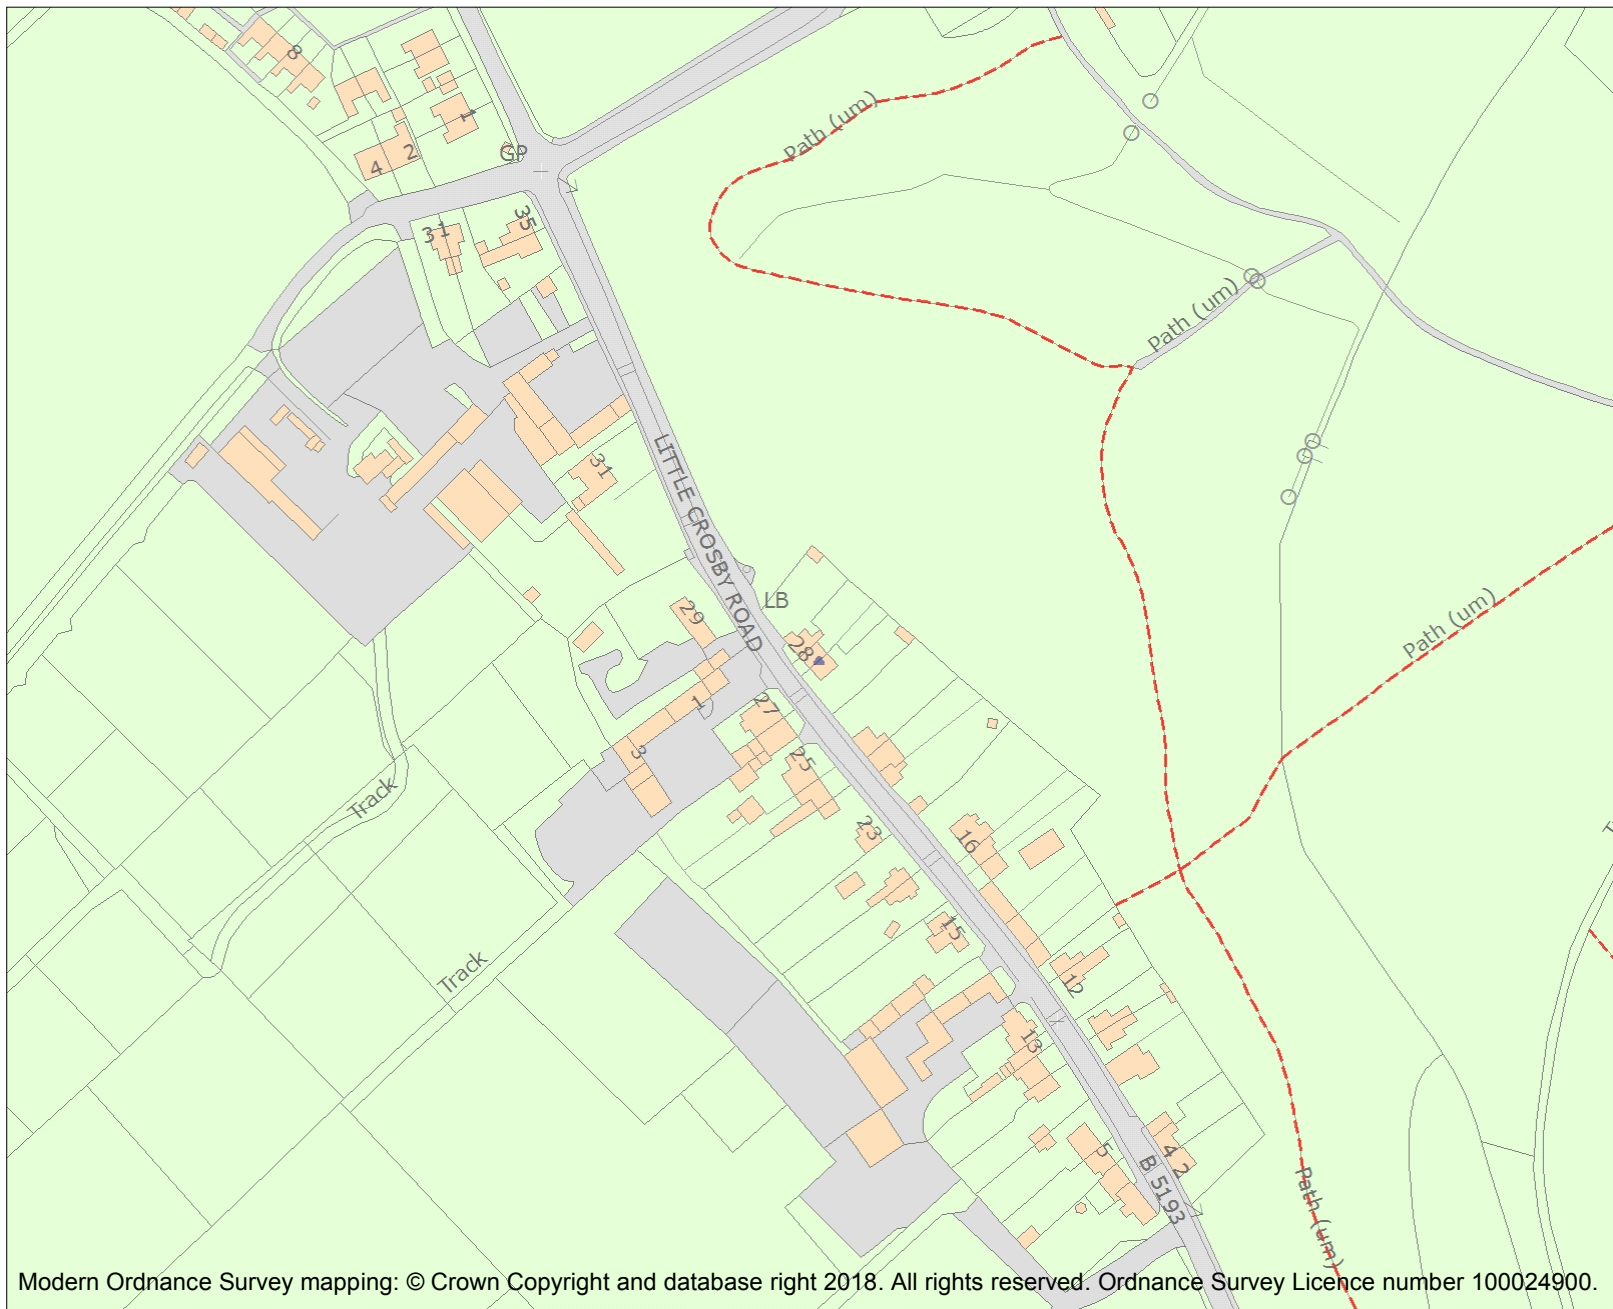 8
1
2
4
GP
35
31
Path (um)
Path (um)
31
LITTLE CROSBY ROAD
LB
29
28
Path (um)
27
1
3
25
Track
23
16
15
Track
12
13
5
4 2
B 5193
Path (um)
Modern Ordnance Survey mapping: © Crown Copyright and database right 2018. All rights reserved. Ordnance Survey Licence number 100024900.